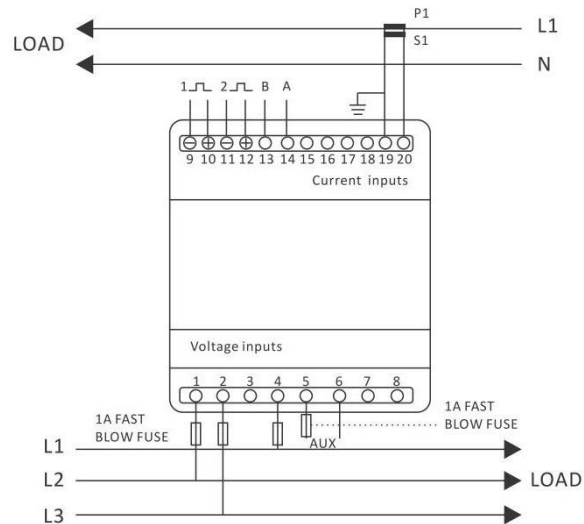 P1
L1
S1
LOAD
N
1 2 B A
9 10 11 12 13 14 15 16 17 18 19 20
Current inputs
Voltage inputs
1 2 3 4 5 6 7 8
1A FAST
BLOW FUSE
1A FAST
BLOW FUSE
AUX
L1
L2
LOAD
L3